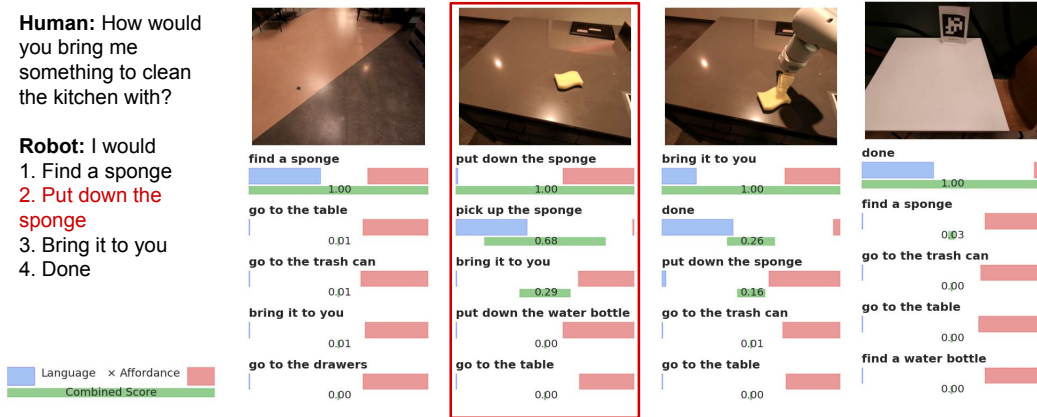 Human: How would
you bring me
something to clean
the kitchen with?
Robot: I would
1. Find a sponge
2. Put down the
sponge
3. Bring it to you
4. Done
Language × Affordance
Combined Score
find a sponge
1.00
go to the table
0.01
go to the trash can
0.01
bring it to you
0.01
go to the drawers
0.00
put down the sponge
1.00
pick up the sponge
0.68
bring it to you
0.29
put down the water bottle
0.00
go to the table
0.00
bring it to you
1.00
done
0.26
put down the sponge
0.16
go to the trash can
0.01
go to the table
0.00
done
1.00
find a sponge
0.03
go to the trash can
0.00
go to the table
0.00
find a water bottle
0.00